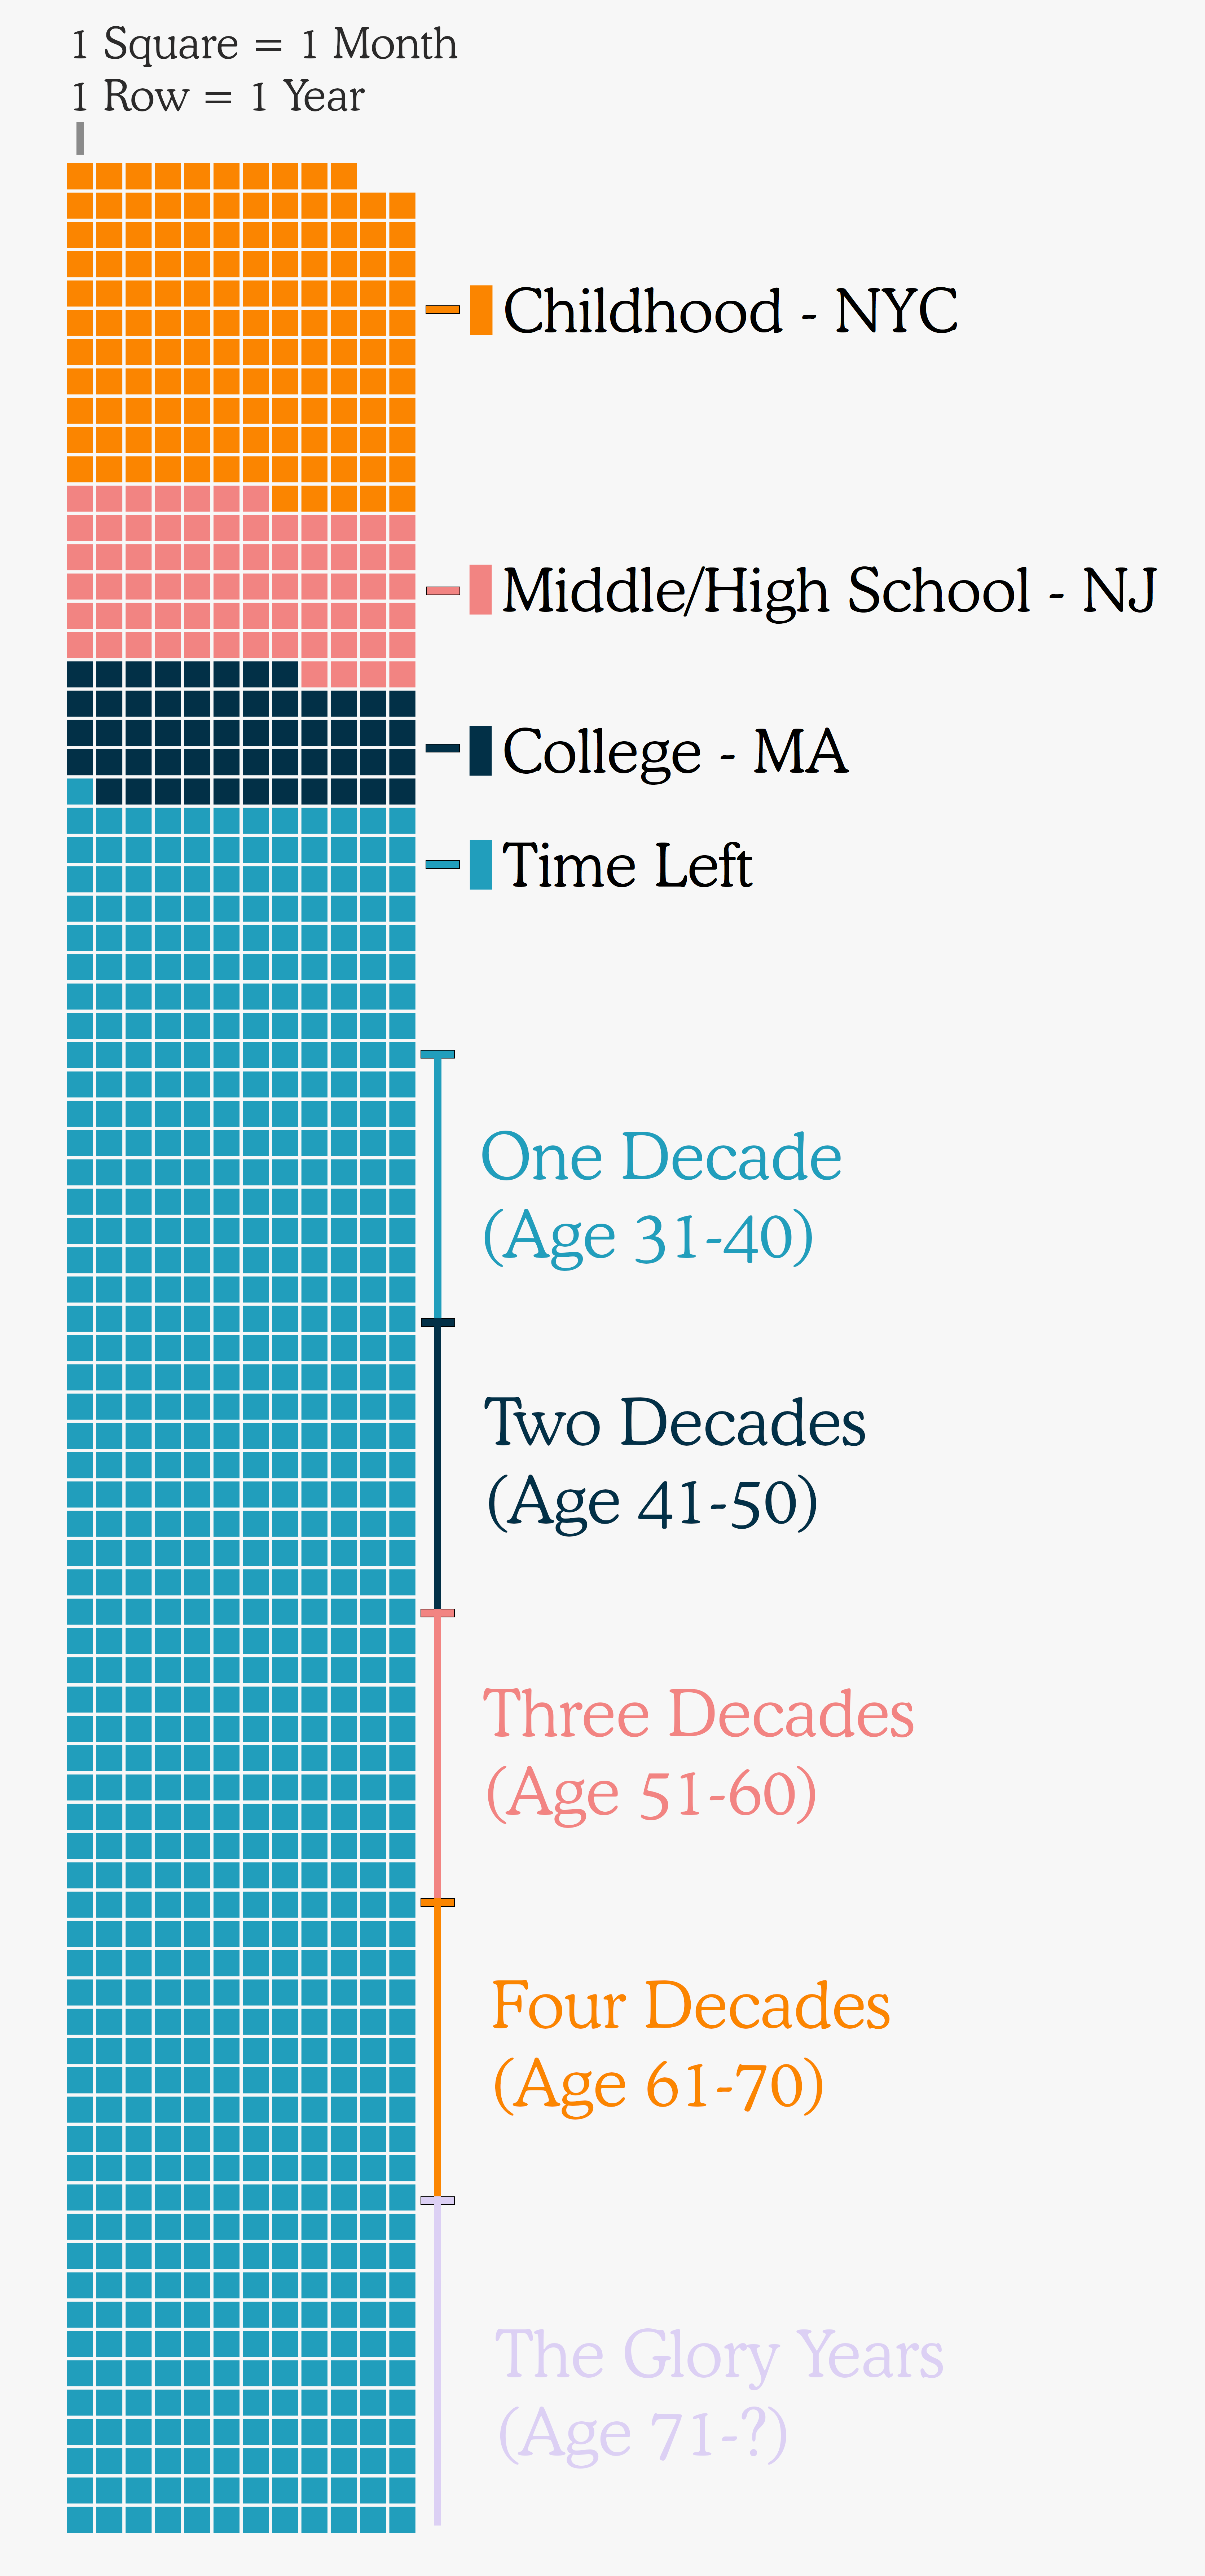 1 Square = 1 Month
1 Row = 1 Year
Childhood - NYC
Middle/High School - NJ
College - MA
Time Left
One Decade
(Age 31-40)
Two Decades
(Age 41-50)
Three Decades
(Age 51-60)
Four Decades
(Age 61-70)
The Glory Years
(Age 71-?)